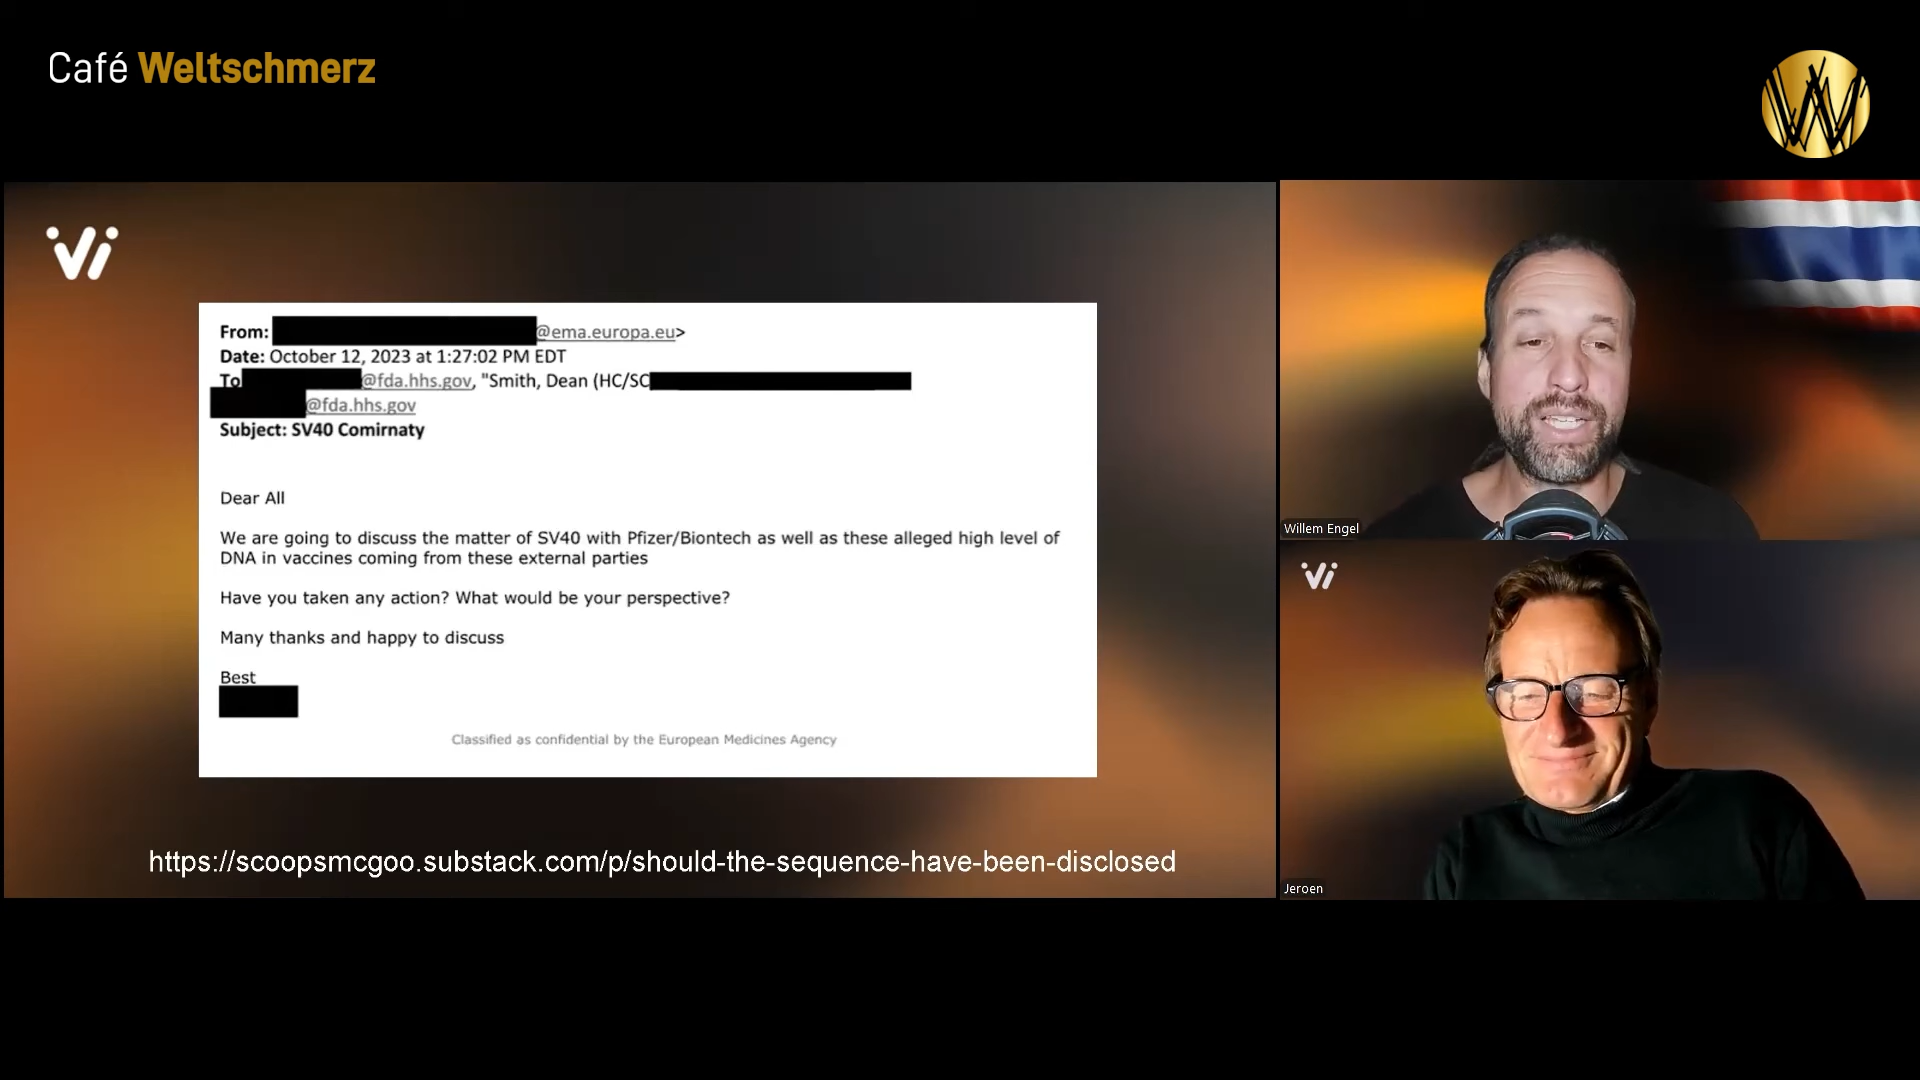 Café Weltschmerz
From: @ema.europa.eu>
Date: October 12, 2023 at 1:27:02 PM EDT
To @fda.hhs.gov, "Smith, Dean (HC/SC
@fda.hhs.gov
Subject: SV40 Comirnaty
Dear All
We are going to discuss the matter of SV40 with Pfizer/Biontech as well as these alleged high level of
DNA in vaccines coming from these external parties
Have you taken any action? What would be your perspective?
Many thanks and happy to discuss
Best
Classified as confidential by the European Medicines Agency
https://scoopsmcgoo.substack.com/p/should-the-sequence-have-been-disclosed
Willem Engel
Jeroen